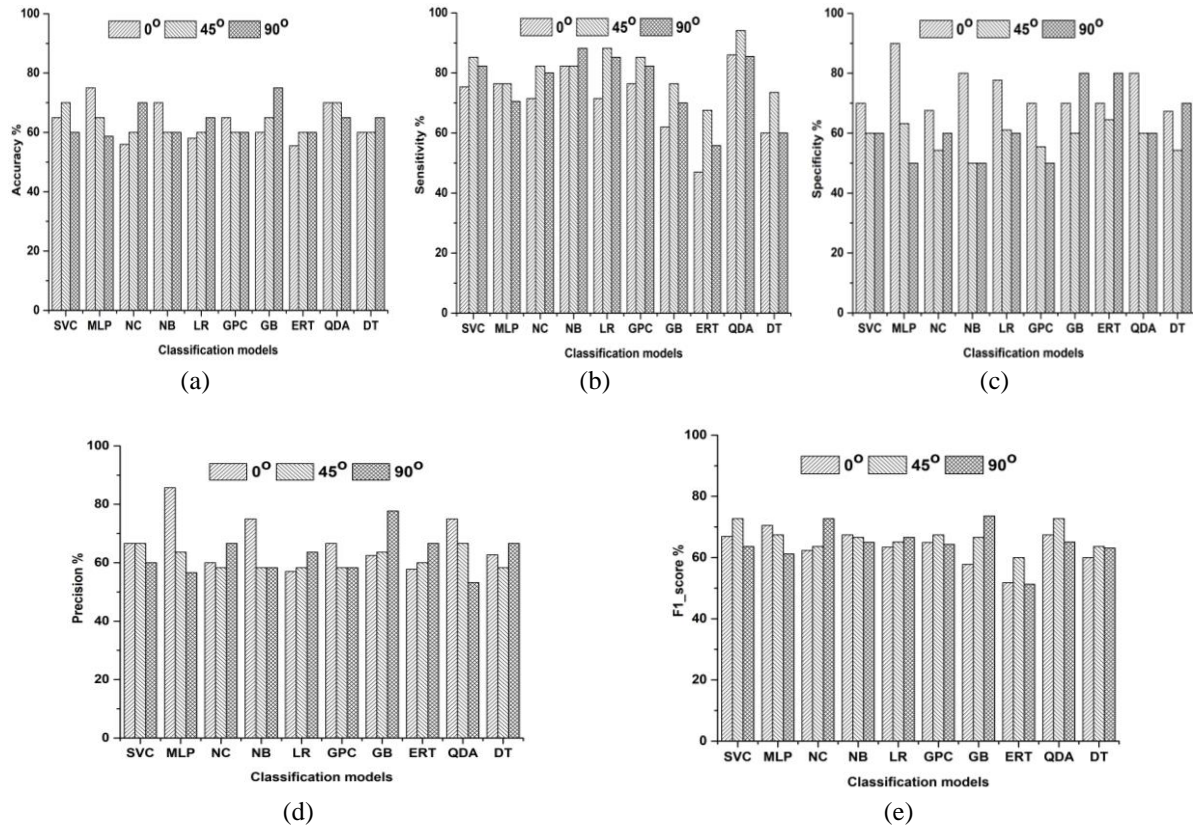 0° 45° 90°
Accuracy %
100
80
60
40
20
0
SVC MLP NC NB LR GPC GB ERT QDA DT
Classification models
(a)
0° 45° 90°
Sensitivity %
100
80
60
40
20
0
SVC MLP NC NB LR GPC GB ERT QDA DT
Classification models
(b)
0° 45° 90°
Specificity %
100
80
60
40
20
0
SVC MLP NC NB LR GPC GB ERT QDA DT
Classification models
(c)
0° 45° 90°
Precision %
100
80
60
40
20
0
SVC MLP NC NB LR GPC GB ERT QDA DT
Classification models
(d)
0° 45° 90°
F1_score %
100
80
60
40
20
0
SVC MLP NC NB LR GPC GB ERT QDA DT
Classification models
(e)